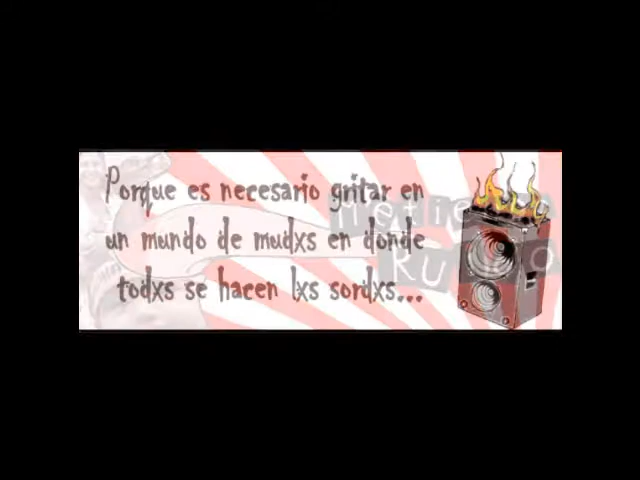 Porque es necesario gritar en
un mundo de mudxs en donde
todxs se hacen lxs sordxs...